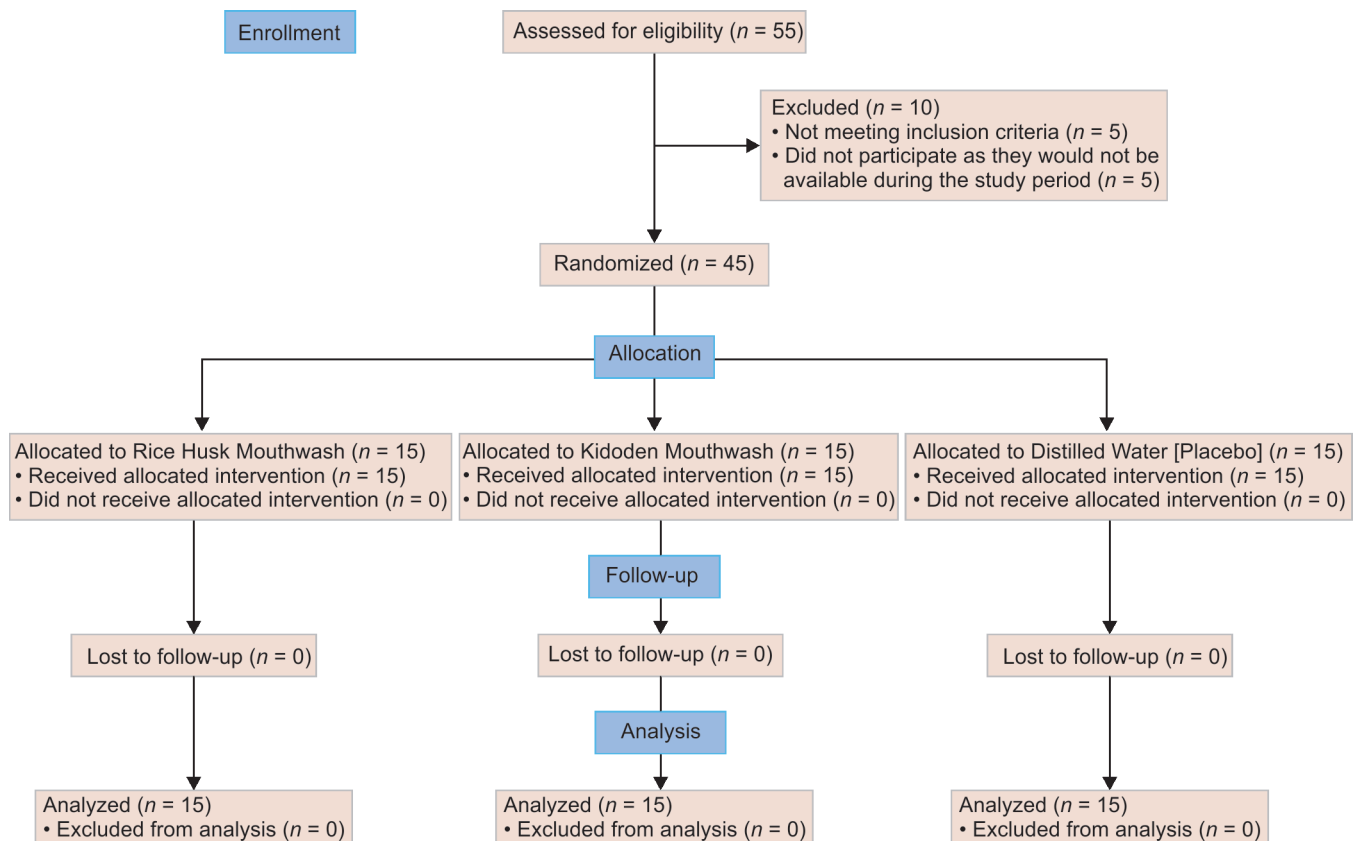 Enrollment
Assessed for eligibility (n = 55)
Excluded (n = 10)
• Not meeting inclusion criteria (n = 5)
• Did not participate as they would not be
available during the study period (n = 5)
Randomized (n = 45)
Allocation
Allocated to Rice Husk Mouthwash (n = 15)
• Received allocated intervention (n = 15)
• Did not receive allocated intervention (n = 0)
Allocated to Kidoden Mouthwash (n = 15)
• Received allocated intervention (n = 15)
• Did not receive allocated intervention (n = 0)
Allocated to Distilled Water [Placebo] (n = 15)
• Received allocated intervention (n = 15)
• Did not receive allocated intervention (n = 0)
Follow-up
Lost to follow-up (n = 0)
Lost to follow-up (n = 0)
Lost to follow-up (n = 0)
Analysis
Analyzed (n = 15)
• Excluded from analysis (n = 0)
Analyzed (n = 15)
• Excluded from analysis (n = 0)
Analyzed (n = 15)
• Excluded from analysis (n = 0)